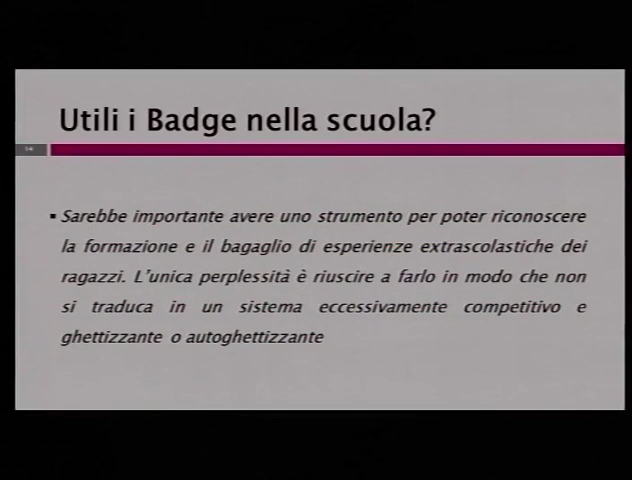 Utili i Badge nella scuola?
14
▪ Sarebbe importante avere uno strumento per poter riconoscere
la formazione e il bagaglio di esperienze extrascolastiche dei
ragazzi. L'unica perplessità è riuscire a farlo in modo che non
si traduca in un sistema eccessivamente competitivo e
ghettizzante o autoghettizzante